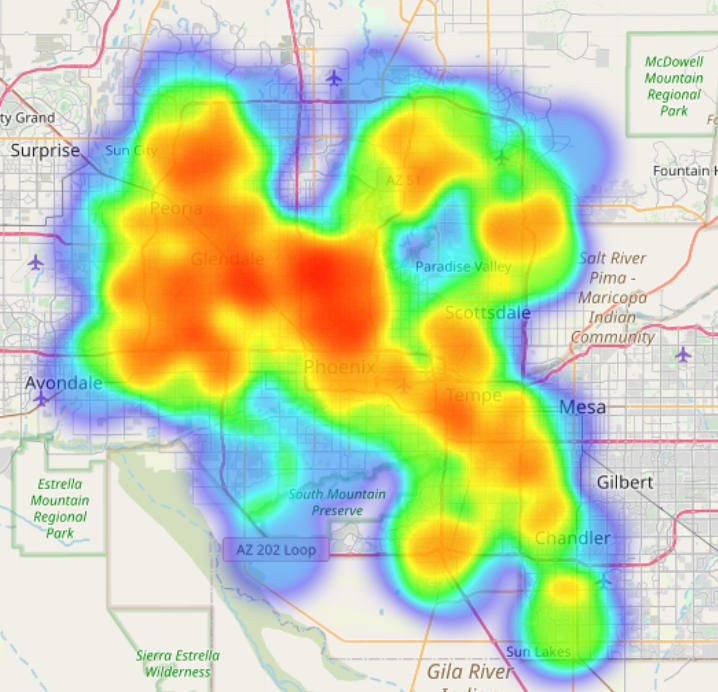 McDowell
Mountain
Regional
Park
ty Grand
Surprise
Sun City
Fountain H
AZ 51
Peoria
Glendale
Paradise Valley
Salt River
Pima -
Maricopa
Indian
Community
Scottsdale
Phoenix
Avondale
Tempe
Mesa
Estrella
Mountain
Regional
Park
Gilbert
South Mountain
Preserve
Chandler
AZ 202 Loop
Sun Lakes
Sierra Estrella
Wilderness
Gila River